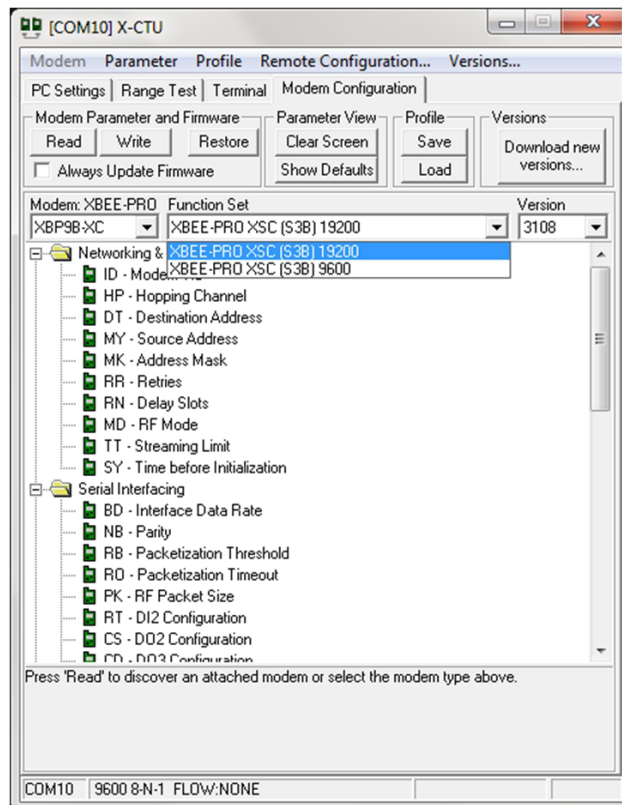 [COM10] X-CTU
Modem Parameter Profile Remote Configuration... Versions...
PC Settings Range Test Terminal Modem Configuration
Modem Parameter and Firmware Parameter View Profile Versions
Read Write Restore Clear Screen Save Download new versions...
Always Update Firmware Show Defaults Load
Modem: XBEE-PRO Function Set Version
XBP9B-XC XBEE-PRO XSC (S3B) 19200 3108
Networking & XBEE-PRO XSC (S3B) 19200
ID - Mode XBEE-PRO XSC (S3B) 9600
HP - Hopping Channel
DT - Destination Address
MY - Source Address
MK - Address Mask
RR - Retries
RN - Delay Slots
MD - RF Mode
TT - Streaming Limit
SY - Time before Initialization
Serial Interfacing
BD - Interface Data Rate
NB - Parity
RB - Packetization Threshold
RO - Packetization Timeout
PK - RF Packet Size
RT - DI2 Configuration
CS - DO2 Configuration
CD - DO3 Configuration
Press 'Read' to discover an attached modem or select the modem type above.
COM10 9600 8-N-1 FLOW:NONE